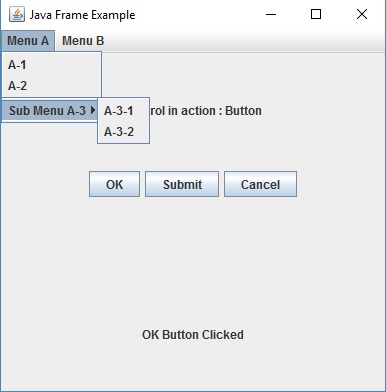 Java Frame Example
Menu A Menu B
A-1
A-2
Sub Menu A-3
A-3-1
A-3-2
rol in action : Button
OK Submit Cancel
OK Button Clicked